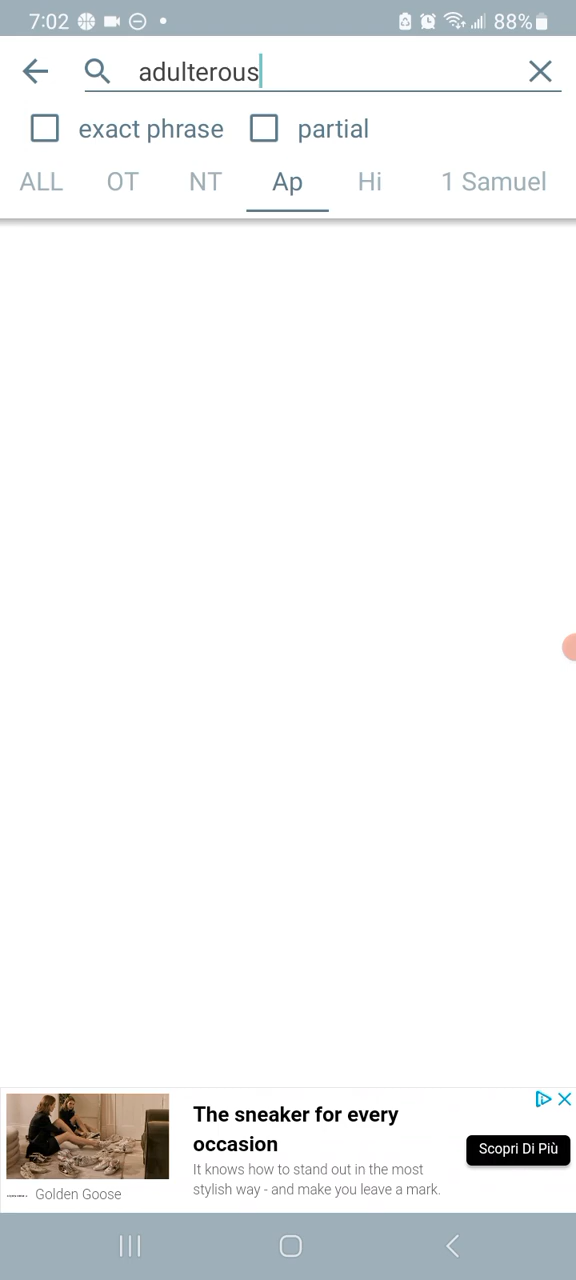 7:02 88%
adulterous
exact phrase partial
ALL OT NT Ap Hi 1 Samuel
The sneaker for every
occasion
It knows how to stand out in the most
stylish way - and make you leave a mark.
Scopri Di Più
Golden Goose